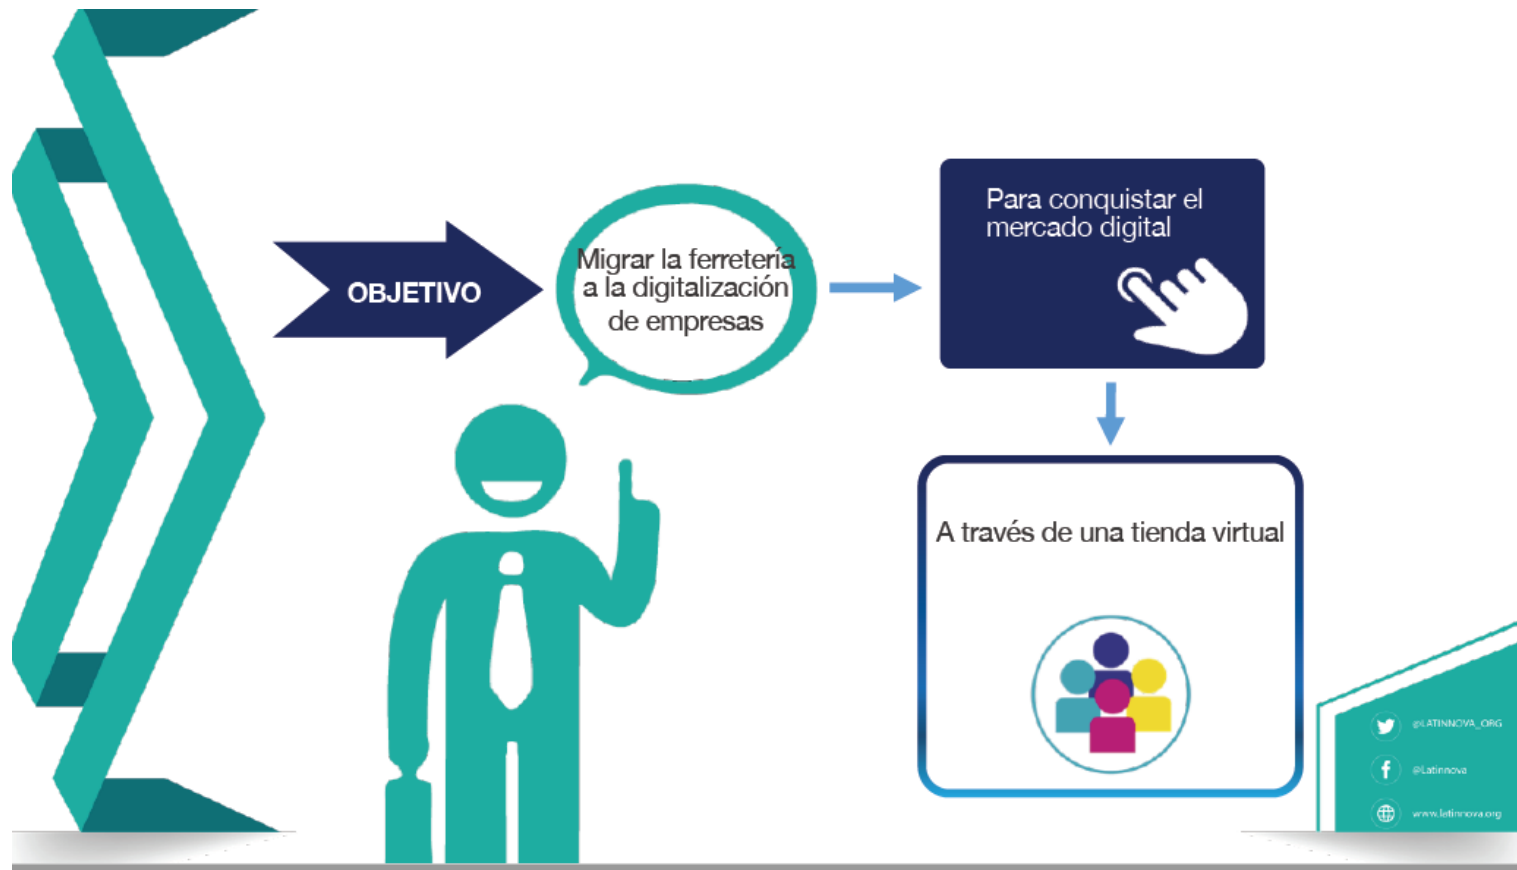 OBJETIVO
Migrar la ferretería
a la digitalización
de empresas
Para conquistar el
mercado digital
A través de una tienda virtual
@LATINNOVA_ORG
@Latinnova
www.latinnova.org